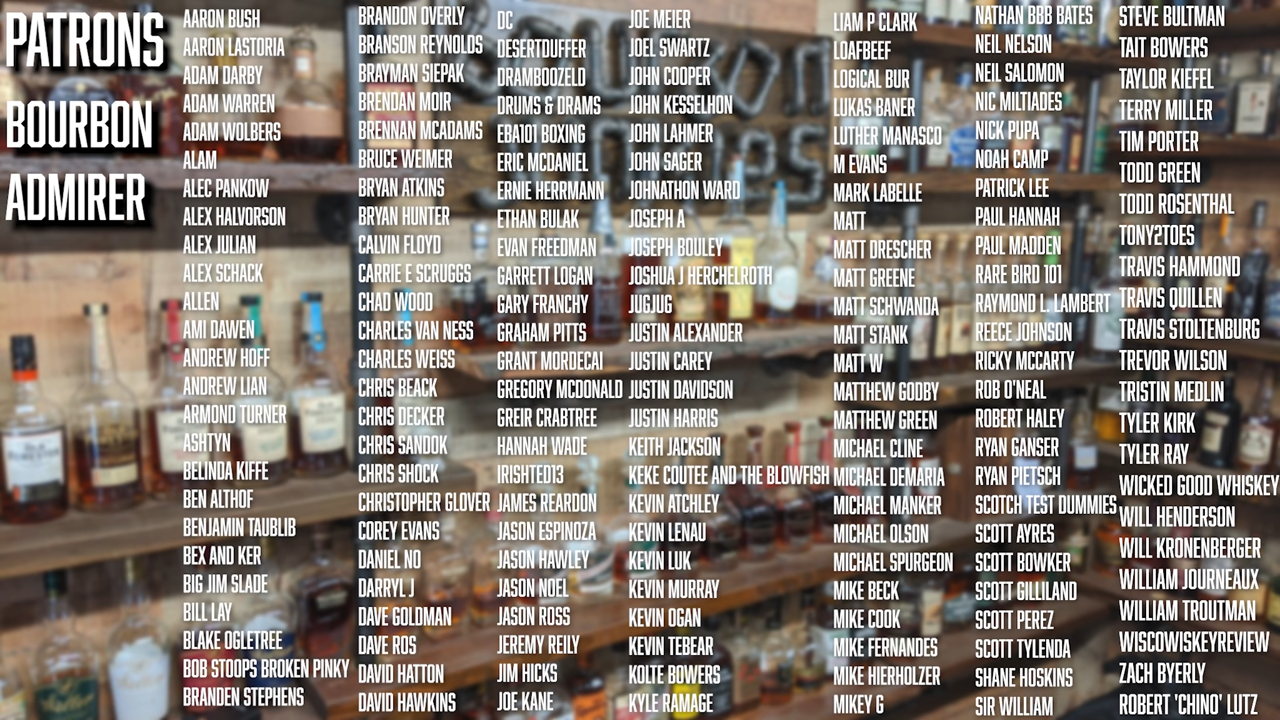 PATRONS
BOURBON
ADMIRER
AARON BUSH
AARON LASTORIA
ADAM DARBY
ADAM WARREN
ADAM WOLBERS
ALAM
ALEC PANKOW
ALEX HALVORSON
ALEX JULIAN
ALEX SCHACK
ALLEN
AMI DAWEN
ANDREW HOFF
ANDREW LIAN
ARMOND TURNER
ASHTYN
BELINDA KIFFE
BEN ALTHOF
BENJAMIN TAUBLIB
BEX AND KER
BIG JIM SLADE
BILL LAY
BLAKE OGLETREE
BOB STOOPS BROKEN PINKY
BRANDEN STEPHENS
BRANDON OVERLY
BRANSON REYNOLDS
BRAYMAN SIEPAK
BRENDAN MOIR
BRENNAN MCADAMS
BRUCE WEIMER
BRYAN ATKINS
BRYAN HUNTER
CALVIN FLOYD
CARRIE E SCRUGGS
CHAD WOOD
CHARLES VAN NESS
CHARLES WEISS
CHRIS BEACK
CHRIS DECKER
CHRIS SANDOK
CHRIS SHOCK
CHRISTOPHER GLOVER
COREY EVANS
DANIEL NO
DARRYL J
DAVE GOLDMAN
DAVE ROS
DAVID HATTON
DAVID HAWKINS
DC
DESERTDUFFER
DRAMBOOZELD
DRUMS & DRAMS
EBA101 BOXING
ERIC MCDANIEL
ERNIE HERRMANN
ETHAN BULAK
EVAN FREEDMAN
GARRETT LOGAN
GARY FRANCHY
GRAHAM PITTS
GRANT MORDECAI
GREGORY MCDONALD
GREIR CRABTREE
HANNAH WADE
IRISHTED13
JAMES REARDON
JASON ESPINOZA
JASON HAWLEY
JASON NOEL
JASON ROSS
JEREMY REILY
JIM HICKS
JOE KANE
JOE MEIER
JOEL SWARTZ
JOHN COOPER
JOHN KESSELHON
JOHN LAHMER
JOHN SAGER
JOHNATHON WARD
JOSEPH A
JOSEPH BOULEY
JOSHUA J HERCHELROTH
JUGJUG
JUSTIN ALEXANDER
JUSTIN CAREY
JUSTIN DAVIDSON
JUSTIN HARRIS
KEITH JACKSON
KEKE COUTEE AND THE BLOWFISH
KEVIN ATCHLEY
KEVIN LENAU
KEVIN LUK
KEVIN MURRAY
KEVIN OGAN
KEVIN TEBEAR
KOLTE BOWERS
KYLE RAMAGE
LIAM P CLARK
LOAFBEEF
LOGICAL BUR
LUKAS BANER
LUTHER MANASCO
M EVANS
MARK LABELLE
MATT
MATT DRESCHER
MATT GREENE
MATT SCHWANDA
MATT STANK
MATT W
MATTHEW GODBY
MATTHEW GREEN
MICHAEL CLINE
MICHAEL DEMARIA
MICHAEL MANKER
MICHAEL OLSON
MICHAEL SPURGEON
MIKE BECK
MIKE COOK
MIKE FERNANDES
MIKE HIERHOLZER
MIKEY G
NATHAN BBB BATES
NEIL NELSON
NEIL SALOMON
NIC MILTIADES
NICK PUPA
NOAH CAMP
PATRICK LEE
PAUL HANNAH
PAUL MADDEN
RARE BIRD 101
RAYMOND L. LAMBERT
REECE JOHNSON
RICKY MCCARTY
ROB O'NEAL
ROBERT HALEY
RYAN GANSER
RYAN PIETSCH
SCOTCH TEST DUMMIES
SCOTT AYRES
SCOTT BOWKER
SCOTT GILLILAND
SCOTT PEREZ
SCOTT TYLENDA
SHANE HOSKINS
SIR WILLIAM
STEVE BULTMAN
TAIT BOWERS
TAYLOR KIEFEL
TERRY MILLER
TIM PORTER
TODD GREEN
TODD ROSENTHAL
TONY2TOES
TRAVIS HAMMOND
TRAVIS QUILLEN
TRAVIS STOLTENBURG
TREVOR WILSON
TRISTIN MEDLIN
TYLER KIRK
TYLER RAY
WICKED GOOD WHISKEY
WILL HENDERSON
WILL KRONENBERGER
WILLIAM JOURNEAUX
WILLIAM TROUTMAN
WISCOWISKEYREVIEW
ZACH BYERLY
ROBERT 'CHINO' LUTZ